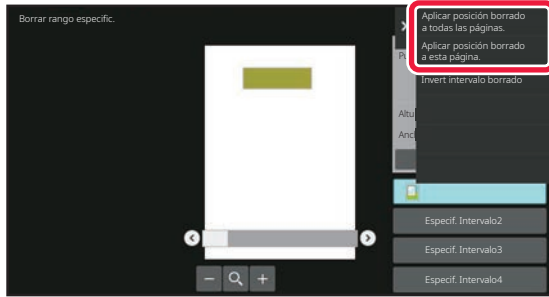 Borrar rango especific.
Aplicar posición borrado
a todas las páginas.
Aplicar posición borrado
a esta página.
Invert intervalo borrado
Especif. Intervalo2
Especif. Intervalo3
Especif. Intervalo4